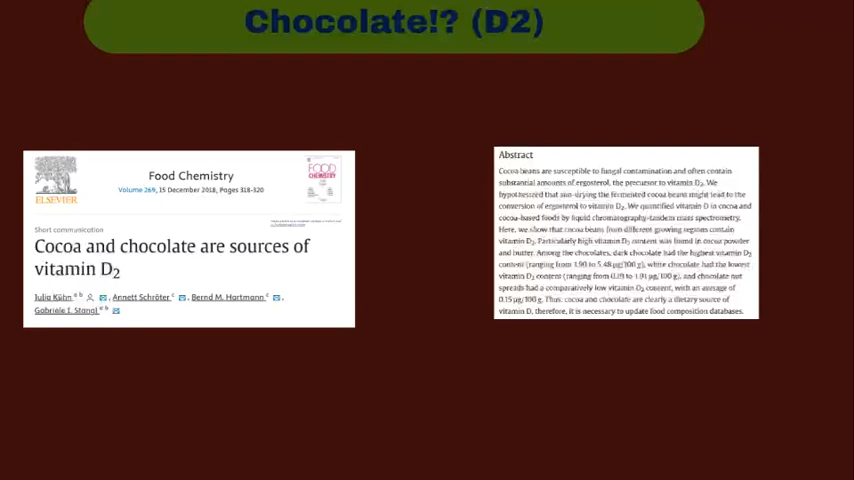 Chocolate!? (D2)
ELSEVIER
Food Chemistry
Volume 269, 15 December 2018, Pages 318-320
FOOD
CHEMISTRY
Short communication
Cocoa and chocolate are sources of
vitamin D₂
Julia Kühn a b, Annett Schröter c, Bernd M. Hartmann c,
Gabriele I. Stangl a b
Abstract
Cocoa beans are susceptible to fungal contamination and often contain
substantial amounts of ergosterol, the precursor to vitamin D₂. We
hypothesized that sun-drying the fermented cocoa beans might lead to the
conversion of ergosterol to vitamin D₂. We quantified vitamin D in cocoa and
cocoa-based foods by liquid chromatography-tandem mass spectrometry.
Here, we show that cocoa beans from different growing regions contain
vitamin D₂. Particularly high vitamin D₂ content was found in cocoa powder
and butter. Among the chocolates, dark chocolate had the highest vitamin D₂
content (ranging from 1.90 to 5.48 µg/100 g), white chocolate had the lowest
vitamin D₂ content (ranging from 0.19 to 1.91 µg/100 g), and chocolate nut
spreads had a comparatively low vitamin D₂ content, with an average of
0.15 µg/100 g. Thus cocoa and chocolate are clearly a dietary source of
vitamin D, therefore, it is necessary to update food composition databases.